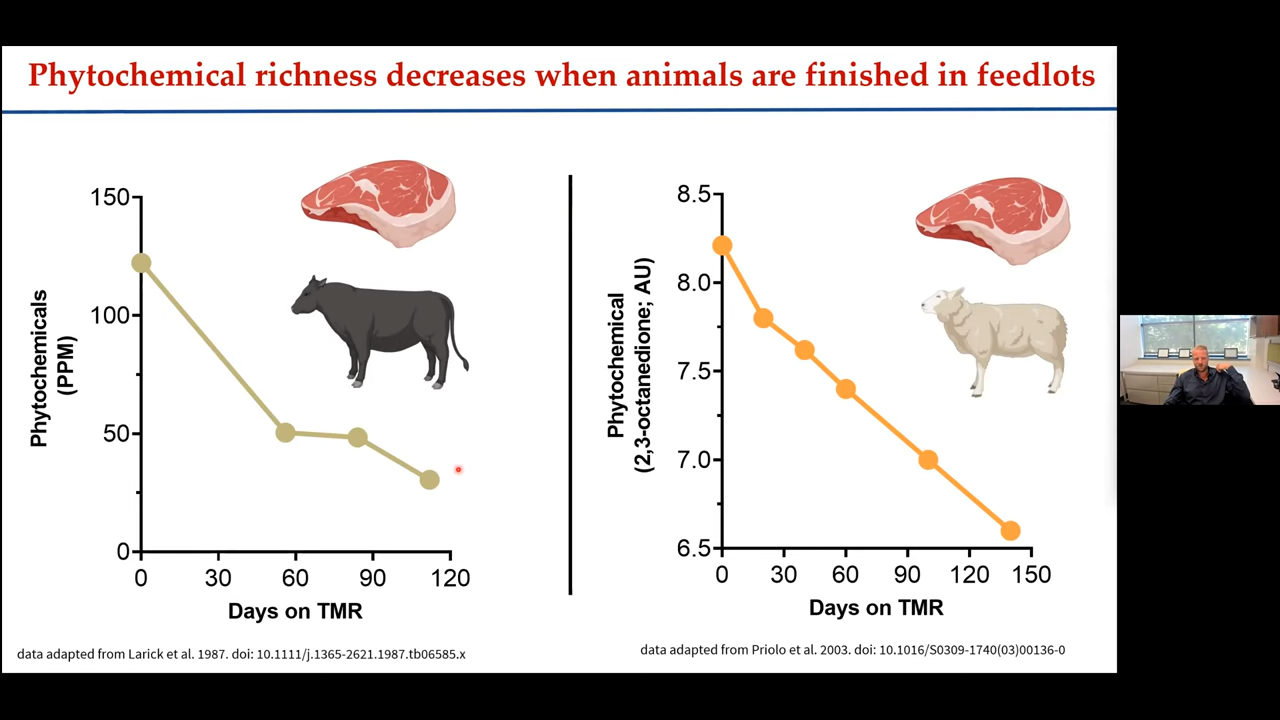 Phytochemical richness decreases when animals are finished in feedlots
150
100
50
0
0 30 60 90 120
Phytochemicals
(PPM)
Days on TMR
data adapted from Larick et al. 1987. doi: 10.1111/j.1365-2621.1987.tb06585.x
8.5
8.0
7.5
7.0
6.5
0 30 60 90 120 150
Phytochemical
(2,3-octanedione; AU)
Days on TMR
data adapted from Priolo et al. 2003. doi: 10.1016/S0309-1740(03)00136-0